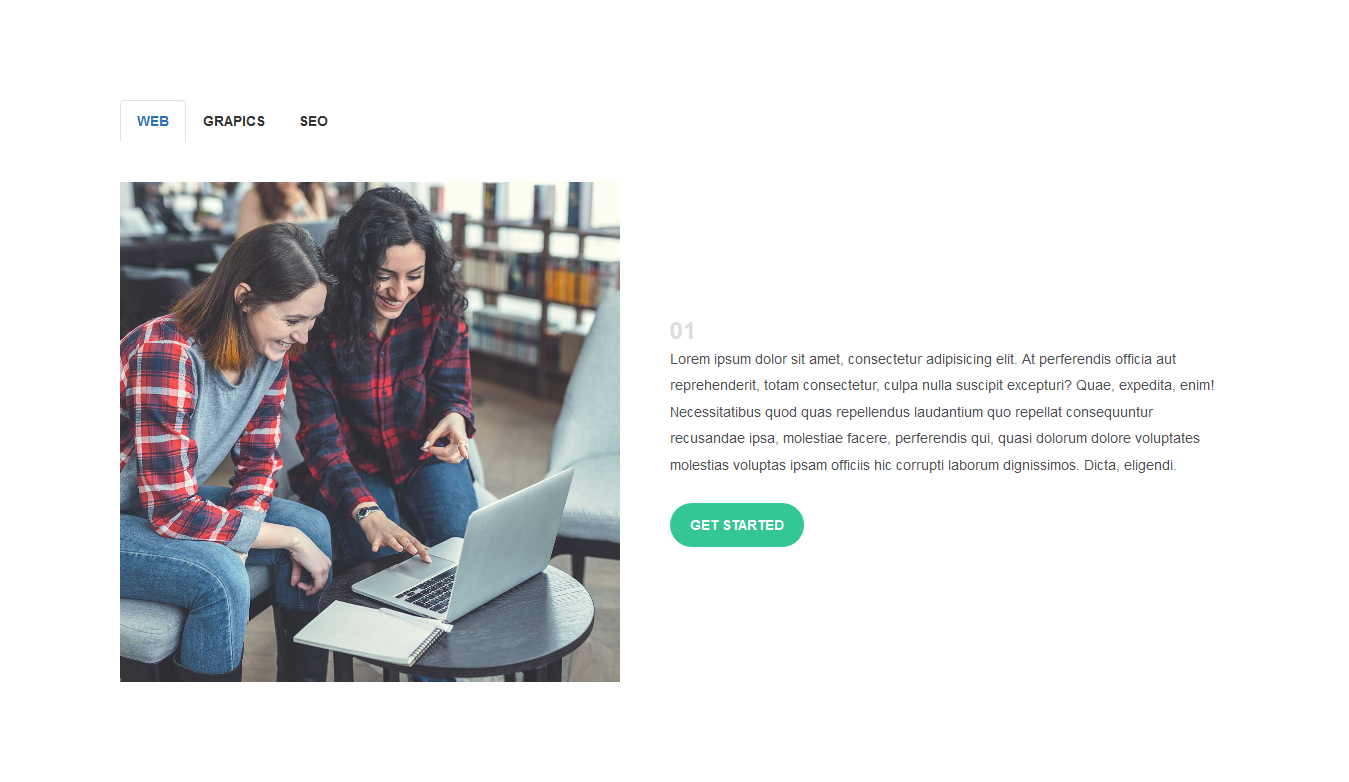 WEB GRAPICS SEO
01
Lorem ipsum dolor sit amet, consectetur adipisicing elit. At perferendis officia aut
reprehenderit, totam consectetur, culpa nulla suscipit excepturi? Quae, expedita, enim!
Necessitatibus quod quas repellendus laudantium quo repellat consequuntur
recusandae ipsa, molestiae facere, perferendis qui, quasi dolorum dolore voluptates
molestias voluptas ipsam officiis hic corrupti laborum dignissimos. Dicta, eligendi.
GET STARTED